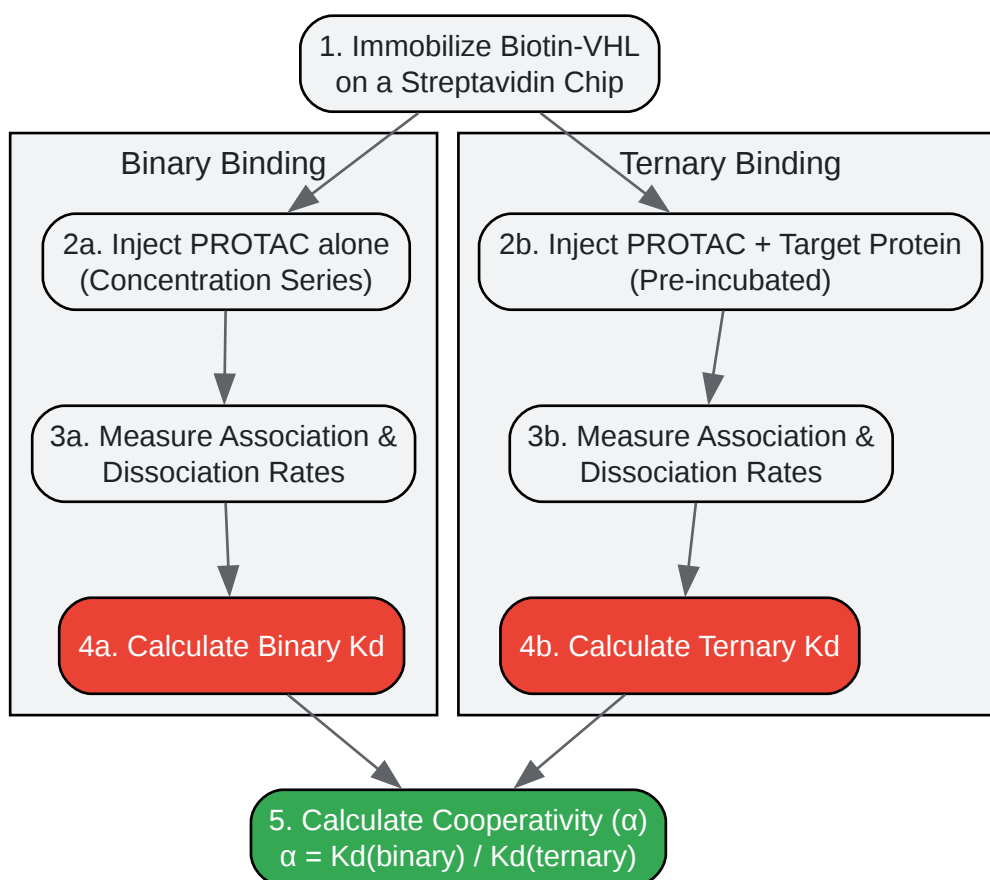 1. Immobilize Biotin-VHL
on a Streptavidin Chip
Binary Binding
2a. Inject PROTAC alone
(Concentration Series)
3a. Measure Association &
Dissociation Rates
4a. Calculate Binary Kd
Ternary Binding
2b. Inject PROTAC + Target Protein
(Pre-incubated)
3b. Measure Association &
Dissociation Rates
4b. Calculate Ternary Kd
5. Calculate Cooperativity (α)
α = Kd(binary) / Kd(ternary)